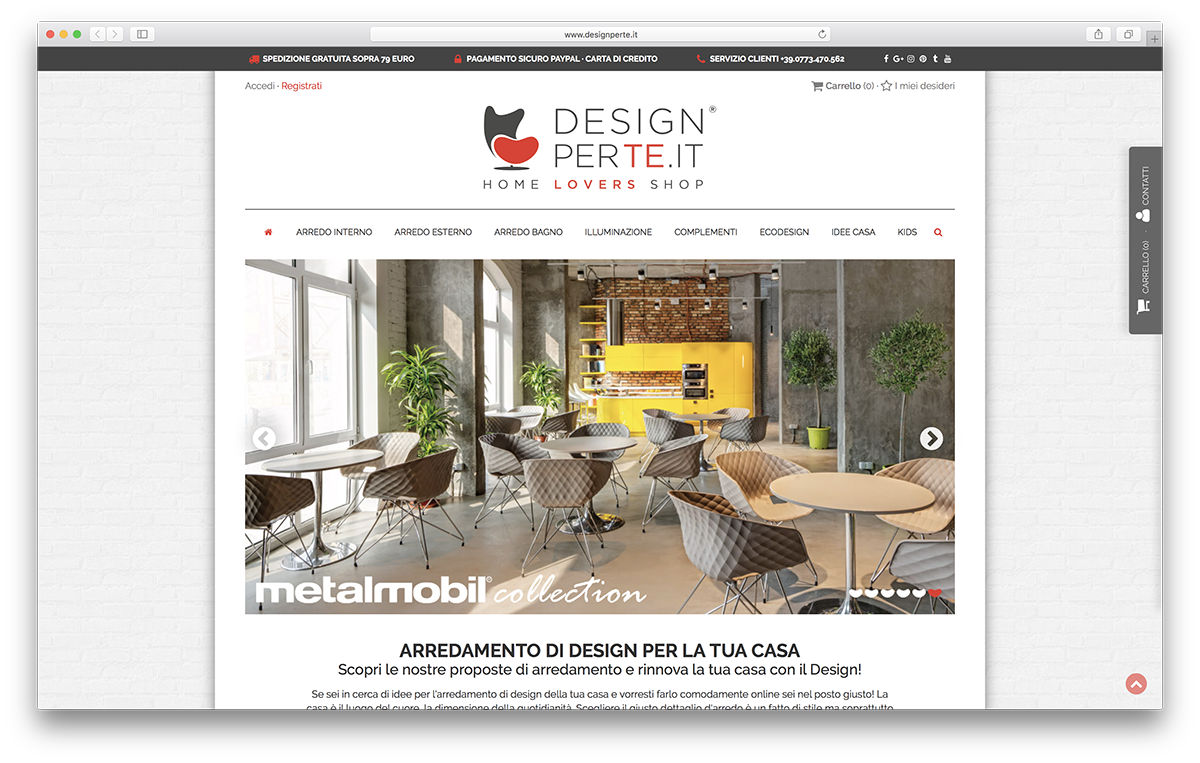 www.designperte.it
SPEDIZIONE GRATUITA SOPRA 79 EURO
PAGAMENTO SICURO PAYPAL · CARTA DI CREDITO
SERVIZIO CLIENTI +39.0773.470.562
Accedi · Registrati
Carrello (0) · I miei desideri
DESIGN®
PERTE.IT
HOME LOVERS SHOP
ARREDO INTERNO ARREDO ESTERNO ARREDO BAGNO ILLUMINAZIONE COMPLEMENTI ECODESIGN IDEE CASA KIDS
CARRELLO (0) · CONTATTI
metalmobil® collection
ARREDAMENTO DI DESIGN PER LA TUA CASA
Scopri le nostre proposte di arredamento e rinnova la tua casa con il Design!
Se sei in cerca di idee per l'arredamento di design della tua casa e vorresti farlo comodamente online sei nel posto giusto! La
casa è il luogo del cuore, la dimensione della quotidianità. Scegliere il giusto dettaglio d'arredo è un fatto di stile ma soprattutto